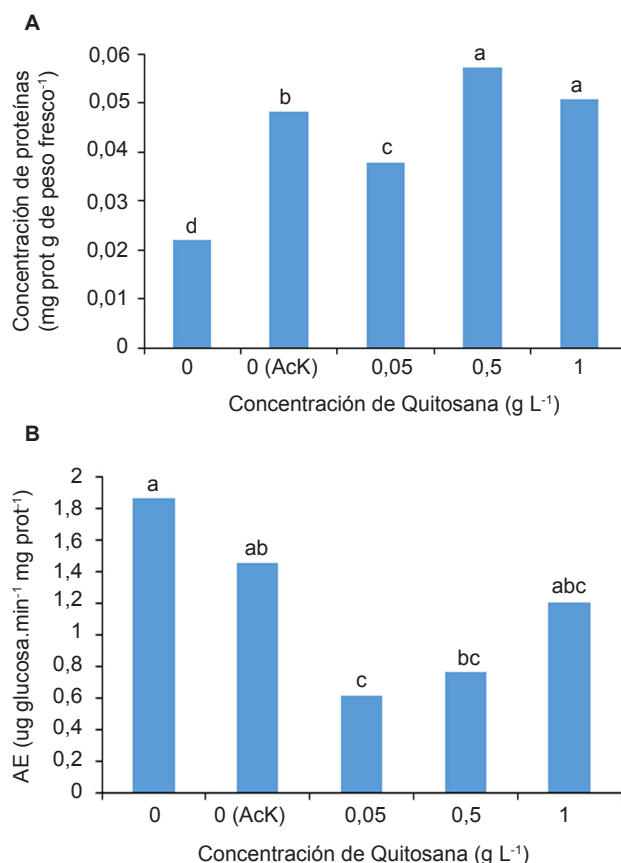 A
Concentración de proteínas
(mg prot g de peso fresco⁻¹)
0,06
0,05
0,04
0,03
0,02
0,01
0
d
b
c
a
a
0
0 (AcK)
0,05
0,5
1
Concentración de Quitosana (g L⁻¹)
B
AE (ug glucosa.min⁻¹ mg prot⁻¹)
2
1,8
1,6
1,4
1,2
1
0,8
0,6
0,4
0,2
0
a
ab
c
bc
abc
0
0 (AcK)
0,05
0,5
1
Concentración de Quitosana (g L⁻¹)